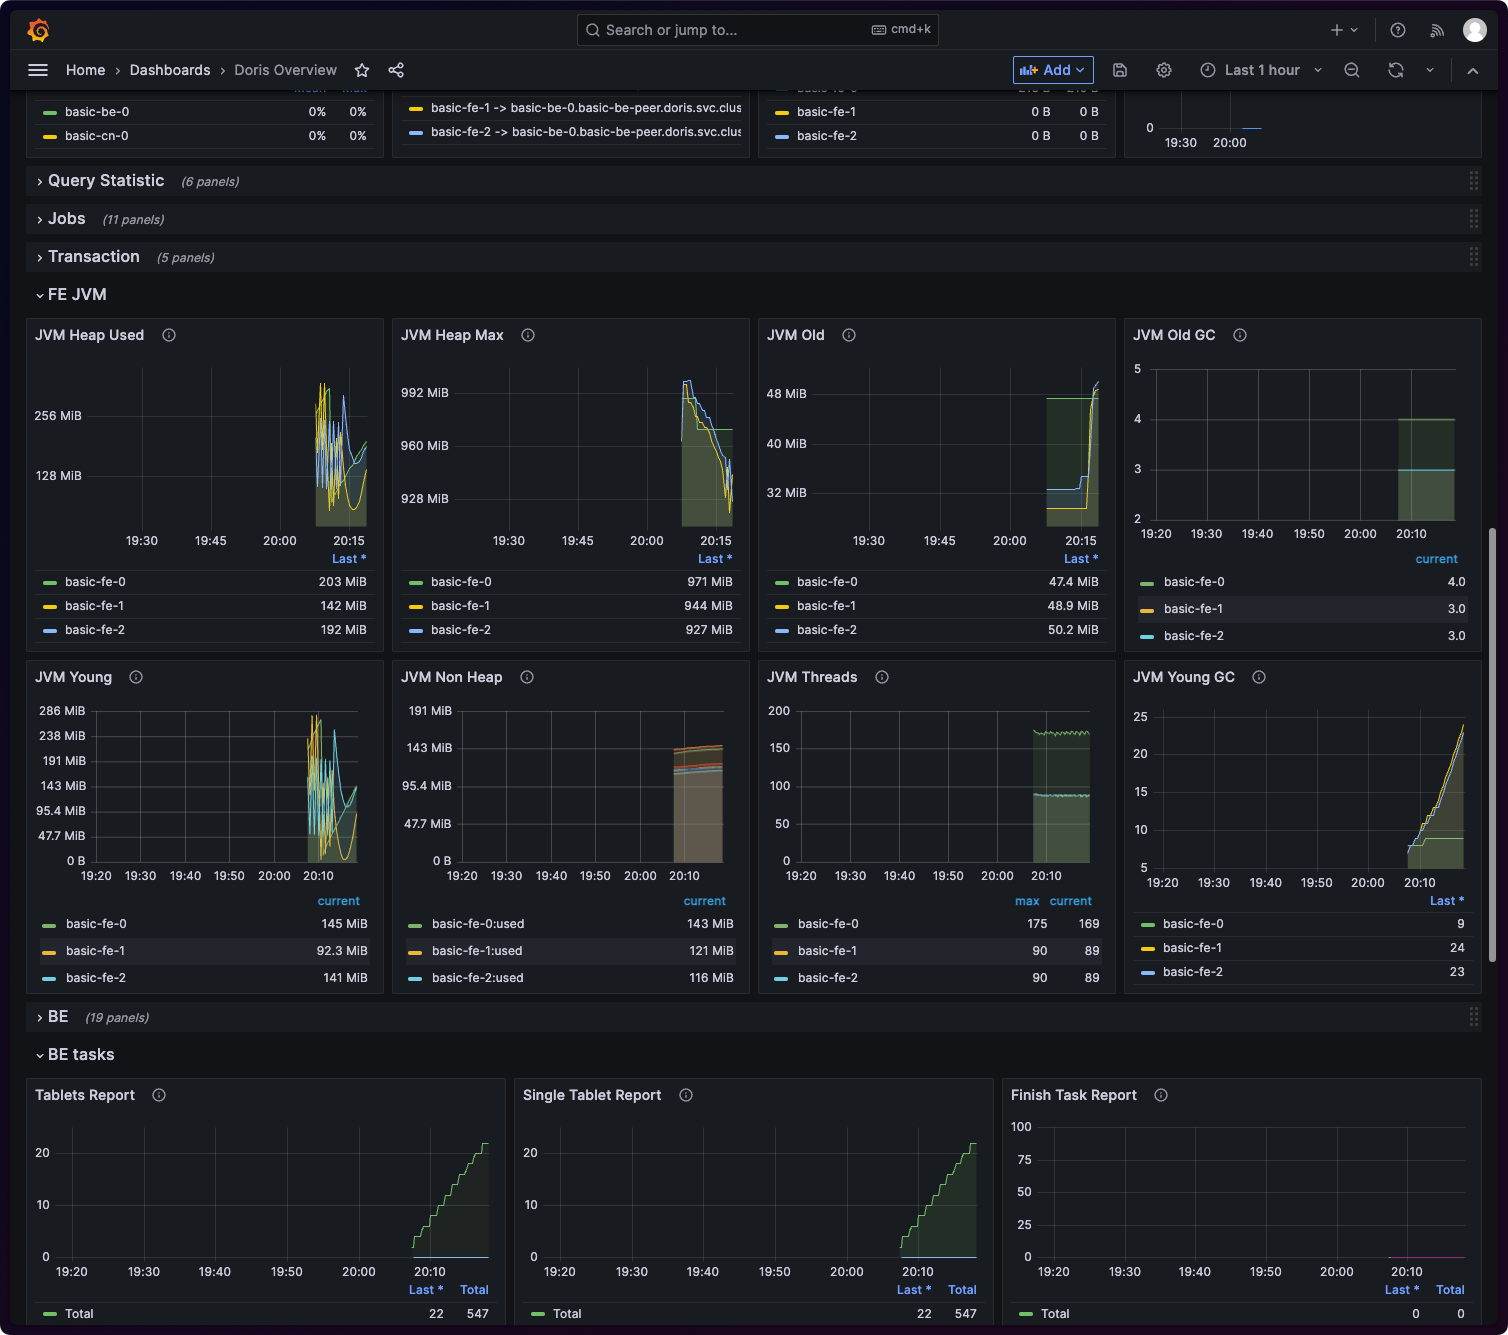 Search or jump to...
cmd+k
Home › Dashboards › Doris Overview
Add
Last 1 hour
mean max
basic-be-0 0% 0%
basic-cn-0 0% 0%
basic-fe-1 -> basic-be-0.basic-be-peer.doris.svc.clus
basic-fe-2 -> basic-be-0.basic-be-peer.doris.svc.clus
basic-fe-1 0 B 0 B
basic-fe-2 0 B 0 B
0
19:30 20:00
Query Statistic (6 panels)
Jobs (11 panels)
Transaction (5 panels)
FE JVM
JVM Heap Used
256 MiB
128 MiB
19:30 19:45 20:00 20:15
Last *
basic-fe-0 203 MiB
basic-fe-1 142 MiB
basic-fe-2 192 MiB
JVM Heap Max
992 MiB
960 MiB
928 MiB
19:30 19:45 20:00 20:15
Last *
basic-fe-0 971 MiB
basic-fe-1 944 MiB
basic-fe-2 927 MiB
JVM Old
48 MiB
40 MiB
32 MiB
19:30 19:45 20:00 20:15
Last *
basic-fe-0 47.4 MiB
basic-fe-1 48.9 MiB
basic-fe-2 50.2 MiB
JVM Old GC
5
4
3
2
19:20 19:30 19:40 19:50 20:00 20:10
current
basic-fe-0 4.0
basic-fe-1 3.0
basic-fe-2 3.0
JVM Young
286 MiB
238 MiB
191 MiB
143 MiB
95.4 MiB
47.7 MiB
0 B
19:20 19:30 19:40 19:50 20:00 20:10
current
basic-fe-0 145 MiB
basic-fe-1 92.3 MiB
basic-fe-2 141 MiB
JVM Non Heap
191 MiB
143 MiB
95.4 MiB
47.7 MiB
0 B
19:20 19:30 19:40 19:50 20:00 20:10
current
basic-fe-0:used 143 MiB
basic-fe-1:used 121 MiB
basic-fe-2:used 116 MiB
JVM Threads
200
150
100
50
0
19:20 19:30 19:40 19:50 20:00 20:10
max current
basic-fe-0 175 169
basic-fe-1 90 89
basic-fe-2 90 89
JVM Young GC
25
20
15
10
5
19:20 19:30 19:40 19:50 20:00 20:10
Last *
basic-fe-0 9
basic-fe-1 24
basic-fe-2 23
BE (19 panels)
BE tasks
Tablets Report
20
10
0
19:20 19:30 19:40 19:50 20:00 20:10
Last * Total
Total 22 547
Single Tablet Report
20
10
0
19:20 19:30 19:40 19:50 20:00 20:10
Last * Total
Total 22 547
Finish Task Report
100
75
50
25
0
19:20 19:30 19:40 19:50 20:00 20:10
Last * Total
Total 0 0